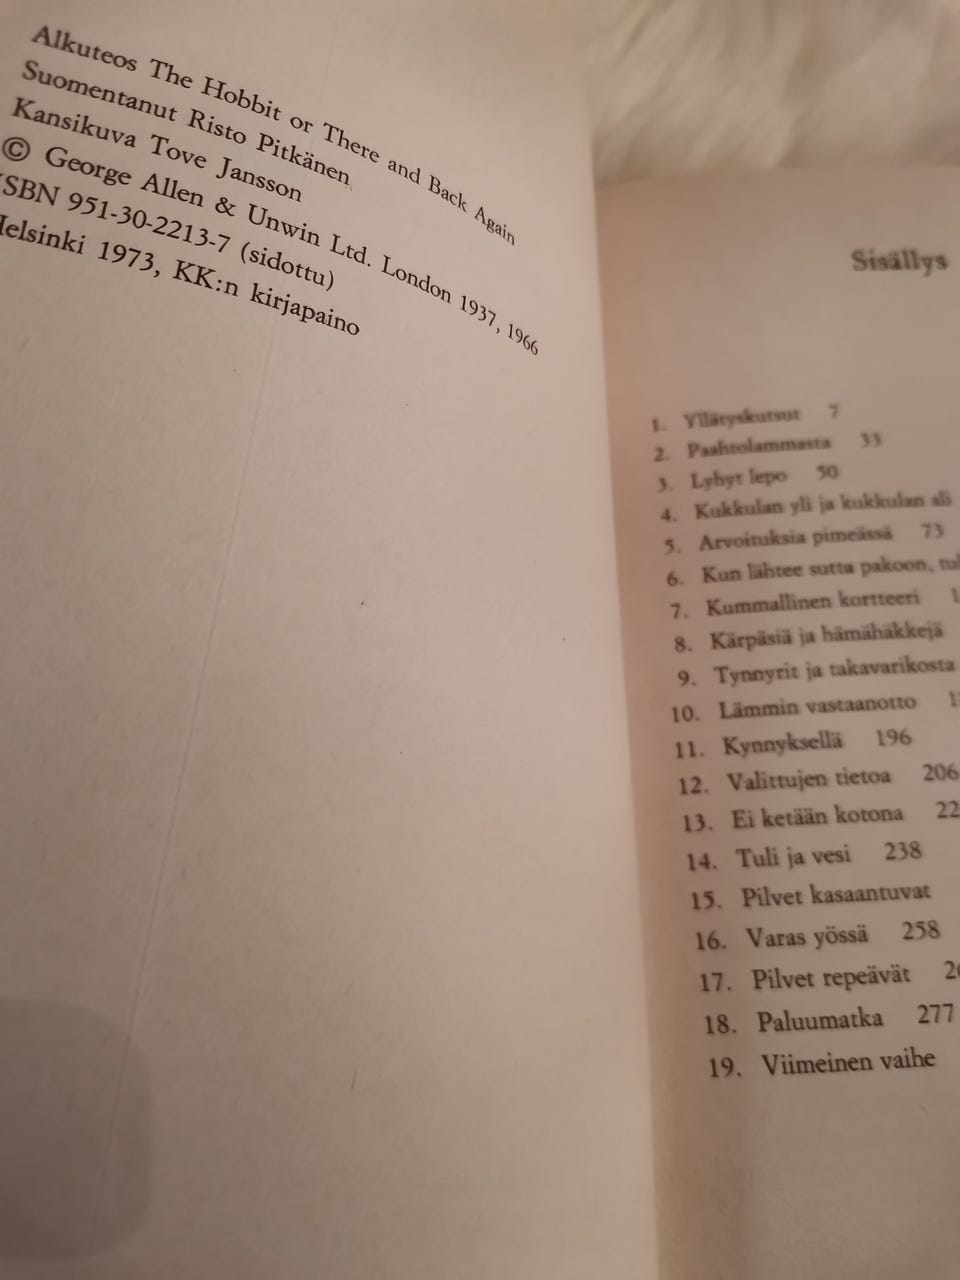 Alkuteos The Hobbit or There and Back Again
Suomentanut Risto Pitkänen
Kansikuva Tove Jansson
© George Allen & Unwin Ltd. London 1937, 1966
ISBN 951-30-2213-7 (sidottu)
Helsinki 1973, KK:n kirjapaino
Sisällys
1. Yllätyskutsut 7
2. Paahtolammasta 33
3. Lyhyt lepo 50
4. Kukkulan yli ja kukkulan ali
5. Arvoituksia pimeässä 73
6. Kun lähtee sutta pakoon,
7. Kummallinen kortteeri
8. Kärpäsiä ja hämähäkkejä
9. Tynnyrit ja takavarikosta
10. Lämmin vastaanotto
11. Kynnyksellä 196
12. Valittujen tietoa 206
13. Ei ketään kotona
14. Tuli ja vesi 238
15. Pilvet kasaantuvat
16. Varas yössä 258
17. Pilvet repeävät
18. Paluumatka 277
19. Viimeinen vaihe